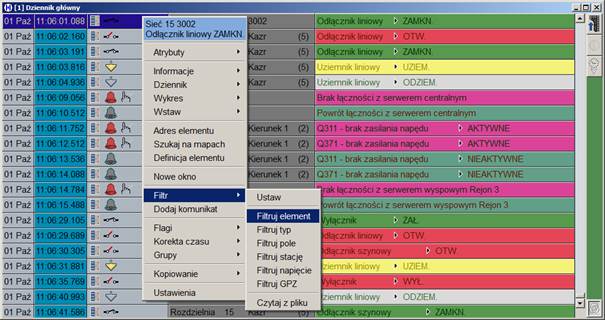 [1] Dziennik główny
01 Paź 11:06.01.088 3002 Odłącznik liniowy ZAMKN.
01 Paź 11:06.02.160 Kazr (5) Odłącznik liniowy OTW.
01 Paź 11:06.03.191 Kazr (5) Odłącznik liniowy ZAMKN.
01 Paź 11:06.03.816 Kazr (5) Uziemnik liniowy UZIEM.
01 Paź 11:06.04.936 Kazr (5) Uziemnik liniowy ODZIEM.
01 Paź 11:06:09.056 Brak łączności z serwerem centralnym
01 Paź 11:06:10.512 Powrót łączności z serwerem centralnym
01 Paź 11:06:11.752 Kierunek 1 (2) Q311 - brak zasilania napędu AKTYWNE
01 Paź 11:06:12.976 Kierunek 1 (2) Q371 - brak zasilania napędu AKTYWNE
01 Paź 11:06:13.536 Kierunek 1 (2) Q311 - brak zasilania napędu NIEAKTYWNE
01 Paź 11:06:14.088 Kierunek 1 (2) Q371 - brak zasilania napędu NIEAKTYWNE
01 Paź 11:06:14.784 Brak łączności z serwerem wyspowym Rejon 3
01 Paź 11:06:15.488 Powrót łączności z serwerem wyspowym Rejon 3
01 Paź 11:06:29.105 Wyłącznik ZAŁ.
01 Paź 11:06:29.689 Odłącznik liniowy OTW.
01 Paź 11:06:30.305 Odłącznik szynowy OTW.
01 Paź 11:06:31.881 Uziemnik liniowy UZIEM.
01 Paź 11:06:35.769 Wyłącznik WYŁ.
01 Paź 11:06:40.993 Uziemnik liniowy ODZIEM.
01 Paź 11:06:41.586 Rozdzielnia 15 Odłącznik szynowy ZAMKN.
Sieć 15 3002
Odłącznik liniowy ZAMKN.
Atrybuty
Informacje
Dziennik
Wykres
Wstaw
Adres elementu
Szukaj na mapach
Definicja elementu
Nowe okno
Filtr
Dodaj komunikat
Flagi
Korekta czasu
Grupy
Kopiowanie
Ustawienia
Ustaw
Filtruj element
Filtruj typ
Filtruj pole
Filtruj stację
Filtruj napięcie
Filtruj GPZ
Czytaj z pliku